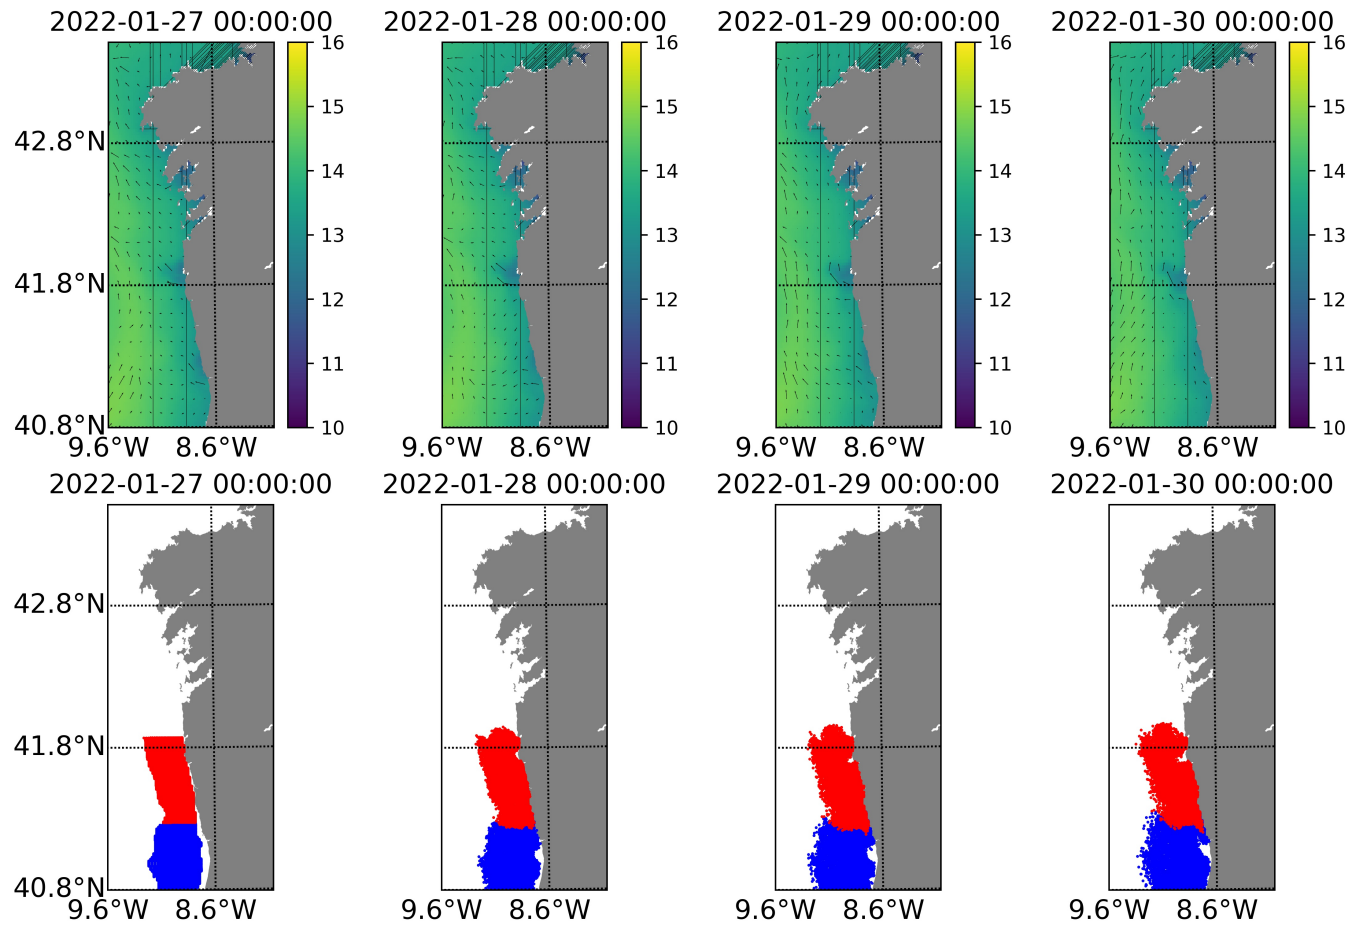 2022-01-27 00:00:00 2022-01-28 00:00:00 2022-01-29 00:00:00 2022-01-30 00:00:00
16 16 16 16
15 15 15 15
42.8°N
14 14 14 14
13 13 13 13
41.8°N
12 12 12 12
11 11 11 11
40.8°N 10 10 10 10
9.6°W 8.6°W 9.6°W 8.6°W 9.6°W 8.6°W 9.6°W 8.6°W
2022-01-27 00:00:00 2022-01-28 00:00:00 2022-01-29 00:00:00 2022-01-30 00:00:00
42.8°N
41.8°N
40.8°N
9.6°W 8.6°W 9.6°W 8.6°W 9.6°W 8.6°W 9.6°W 8.6°W